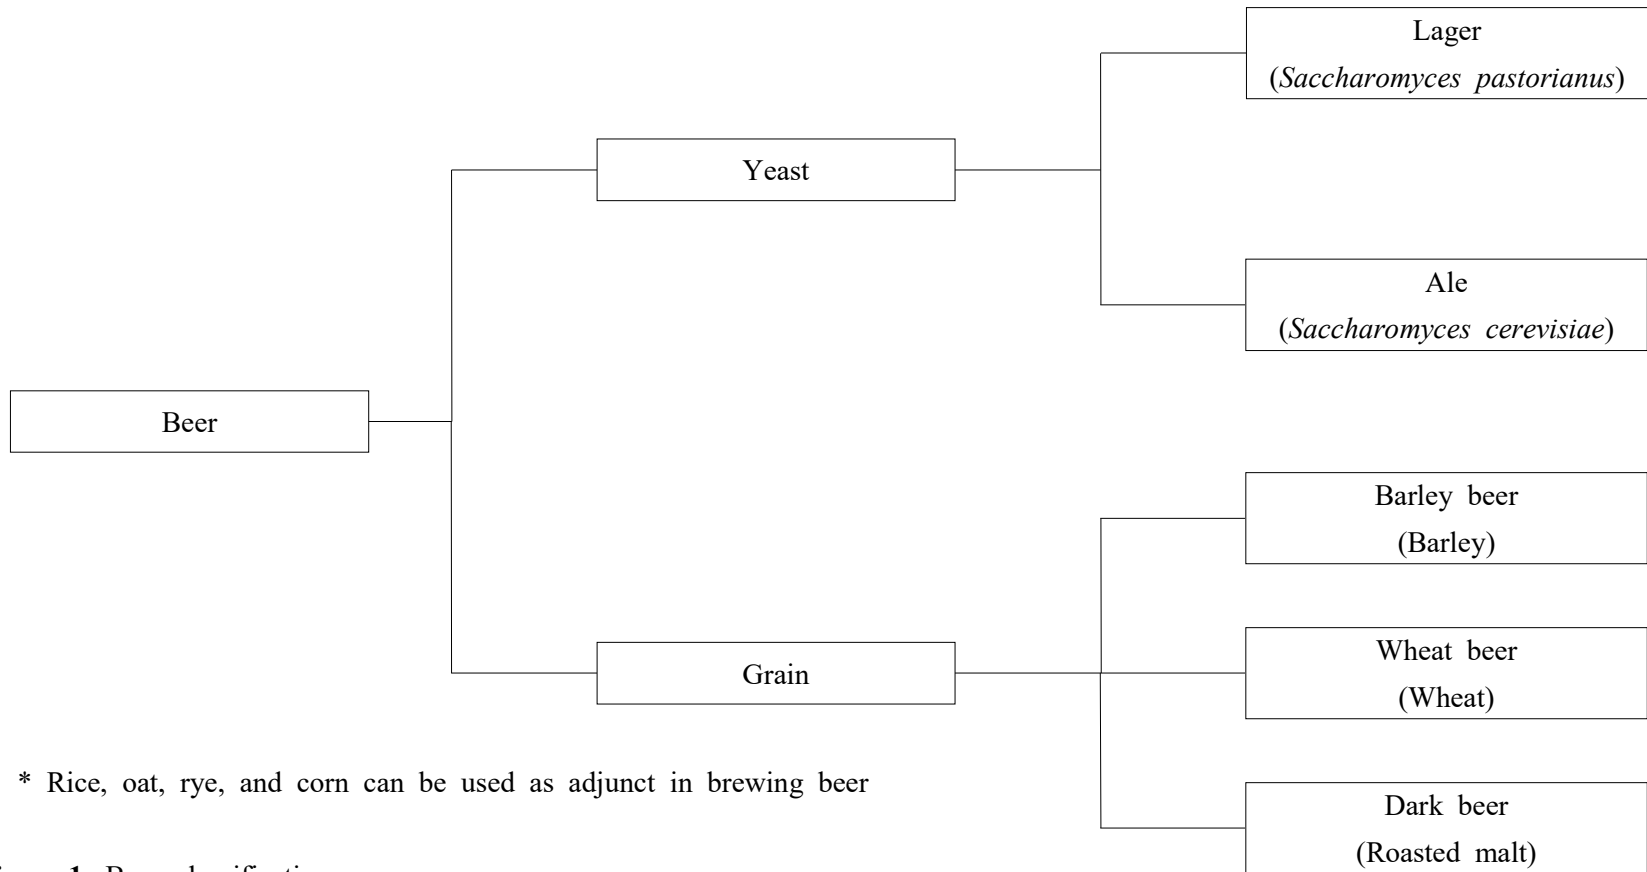 Lager
(Saccharomyces pastorianus)
Yeast
Ale
(Saccharomyces cerevisiae)
Beer
Barley beer
(Barley)
Wheat beer
(Wheat)
Grain
* Rice, oat, rye, and corn can be used as adjunct in brewing beer
Dark beer
(Roasted malt)